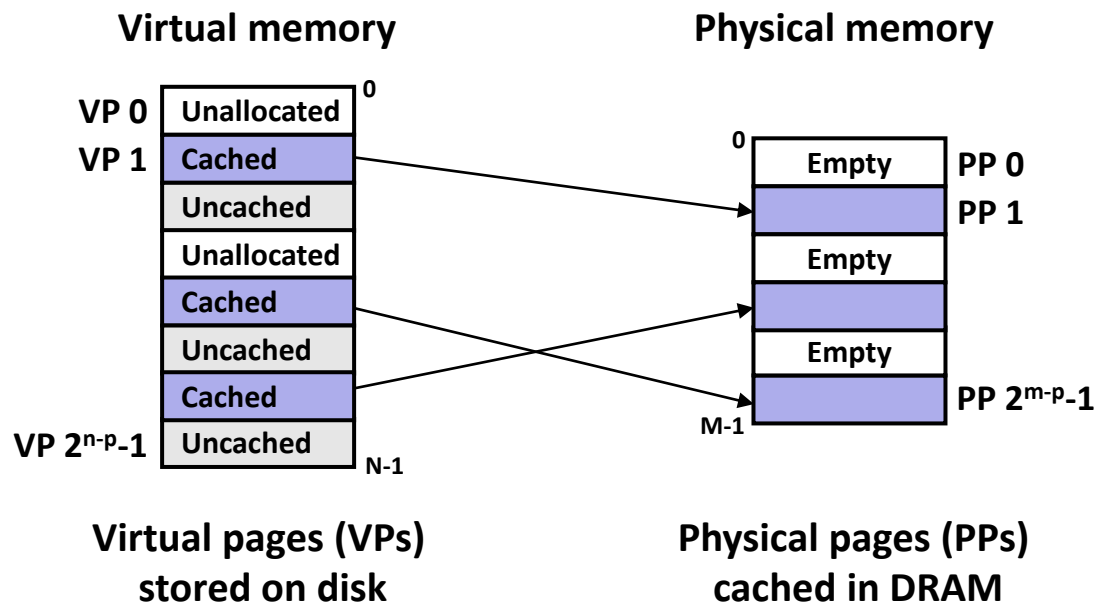 Virtual memory
Physical memory
0
VP 0
Unallocated
VP 1
Cached
Uncached
Unallocated
Cached
Uncached
Cached
VP 2^{n-p}-1
Uncached
N-1
0
Empty
PP 0
PP 1
Empty
Empty
PP 2^{m-p}-1
M-1
Virtual pages (VPs)
stored on disk
Physical pages (PPs)
cached in DRAM